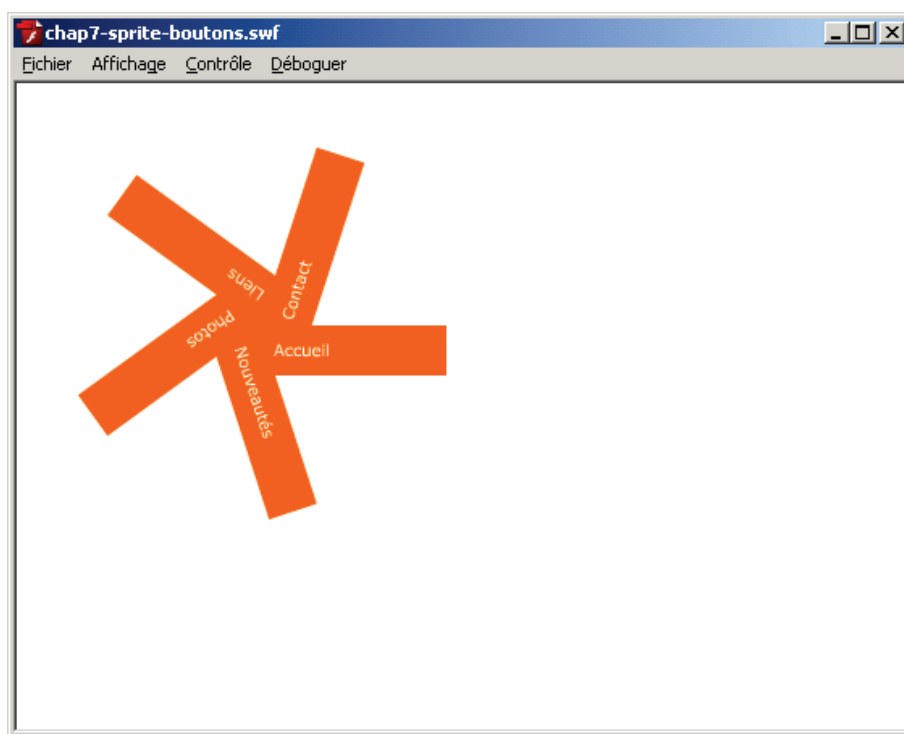 chap7-sprite-boutons.swf
Fichier Affichage Contrôle Déboguer
Liens
Contact
Photos
Accueil
Nouveautés